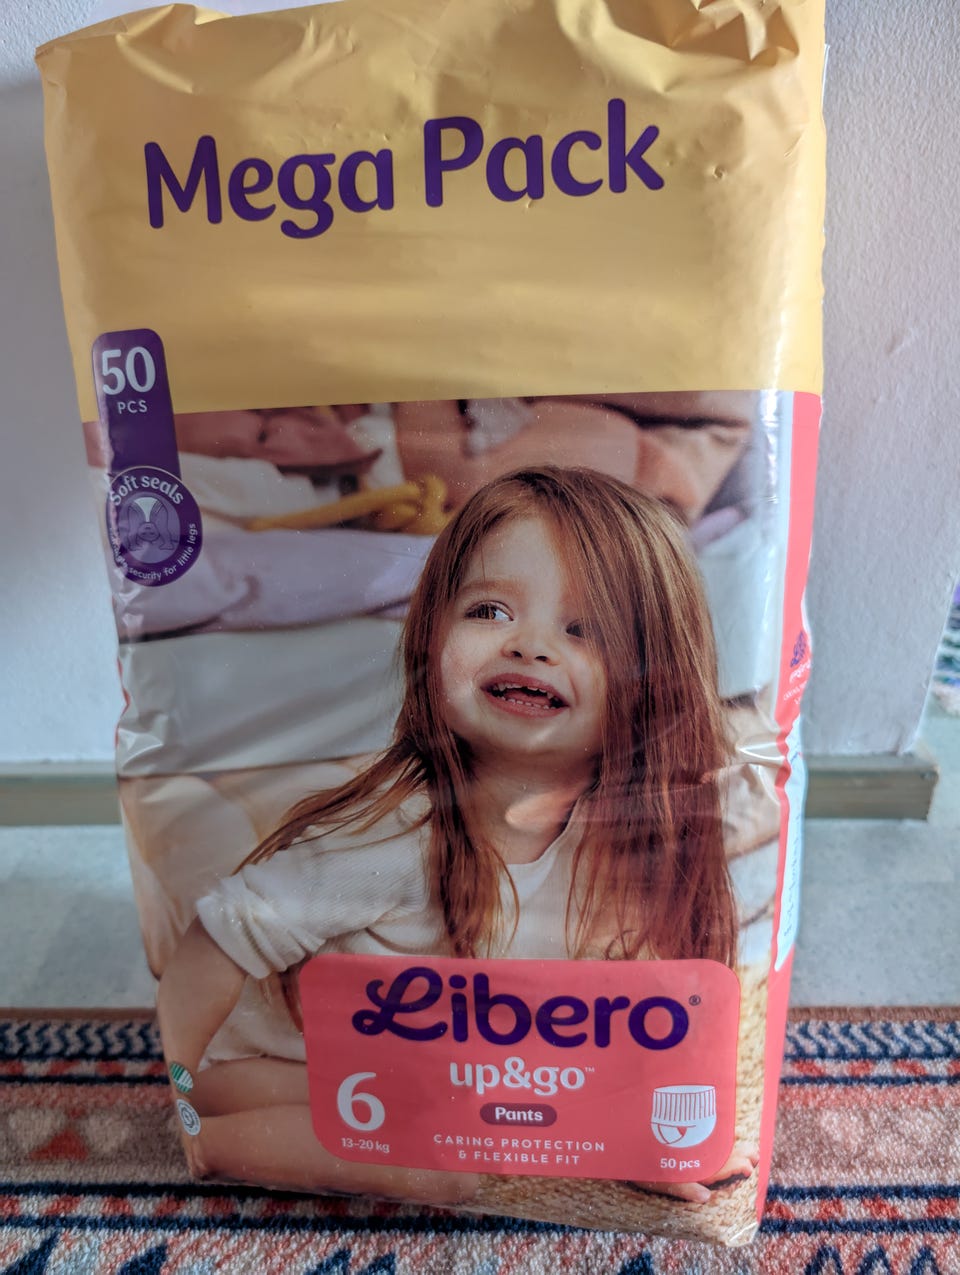 Mega Pack
50
PCS
Soft seals
security for little legs
Libero®
up&go™
Pants
6
13–20 kg
CARING PROTECTION
& FLEXIBLE FIT
50 pcs